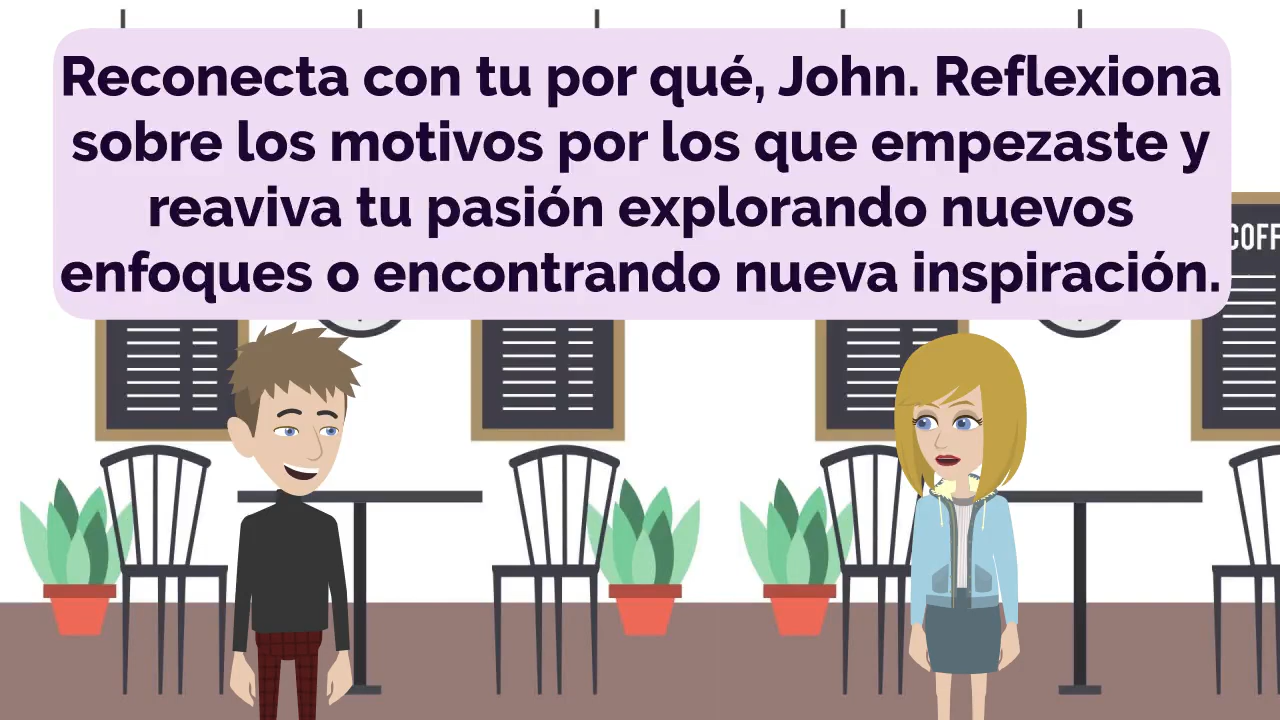 Reconecta con tu por qué, John. Reflexiona
sobre los motivos por los que empezaste y
reaviva tu pasión explorando nuevos
enfoques o encontrando nueva inspiración.
COFF